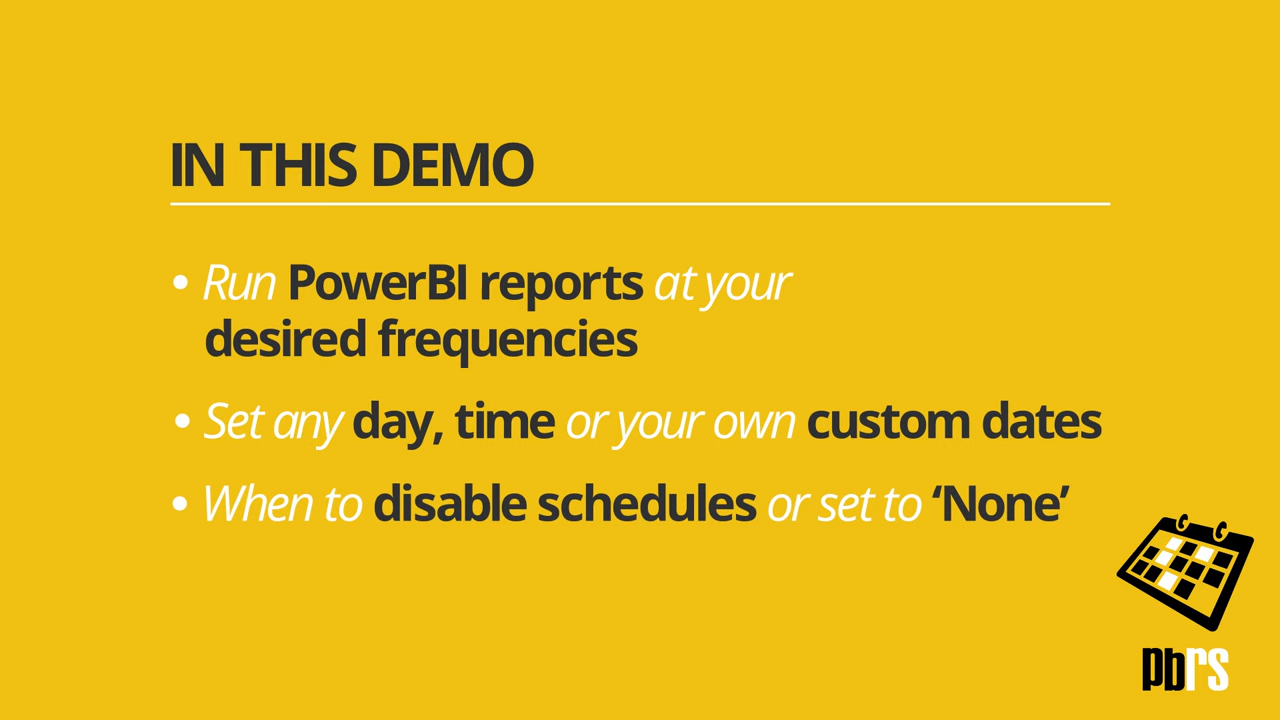 IN THIS DEMO
• Run PowerBI reports at your
desired frequencies
• Set any day, time or your own custom dates
• When to disable schedules or set to ‘None’
pbrs